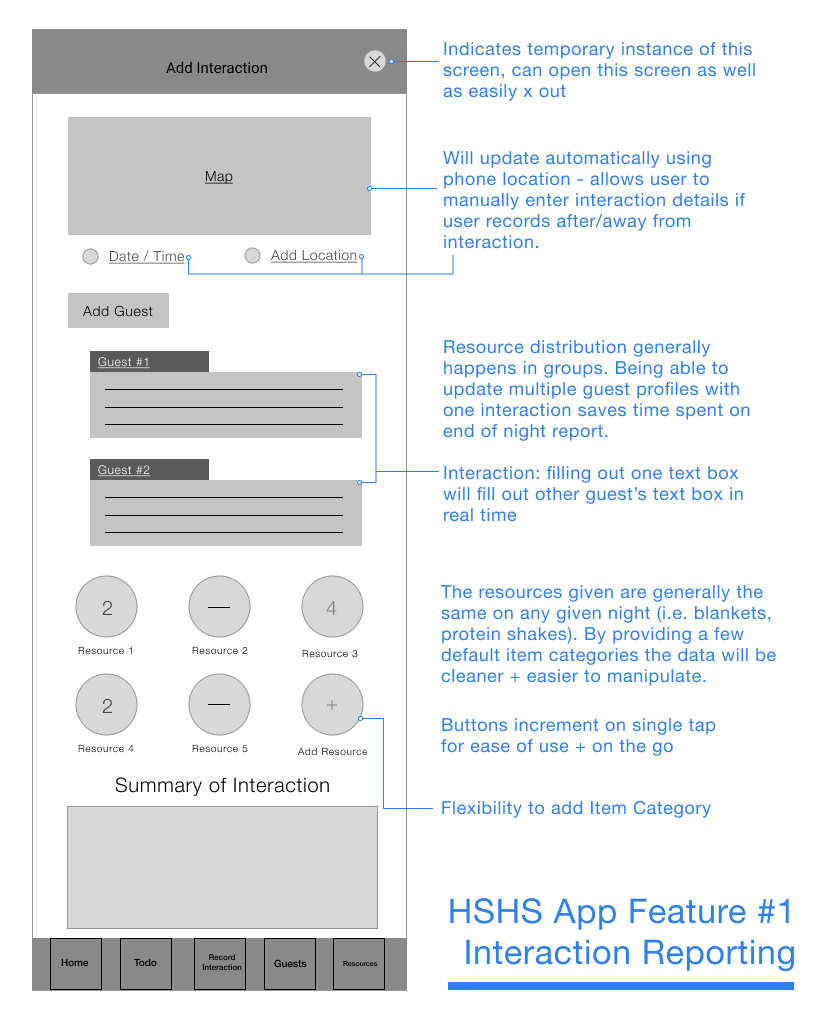 Add Interaction
Indicates temporary instance of this
screen, can open this screen as well
as easily x out
Map
Will update automatically using
phone location - allows user to
manually enter interaction details if
user records after/away from
interaction.
Date / Time
Add Location
Add Guest
Guest #1
Resource distribution generally
happens in groups. Being able to
update multiple guest profiles with
one interaction saves time spent on
end of night report.
Guest #2
Interaction: filling out one text box
will fill out other guest's text box in
real time
2
—
4
Resource 1
Resource 2
Resource 3
The resources given are generally the
same on any given night (i.e. blankets,
protein shakes). By providing a few
default item categories the data will be
cleaner + easier to manipulate.
2
—
+
Resource 4
Resource 5
Add Resource
Buttons increment on single tap
for ease of use + on the go
Summary of Interaction
Flexibility to add Item Category
HSHS App Feature #1
Interaction Reporting
Home
Todo
Record
Interaction
Guests
Resources